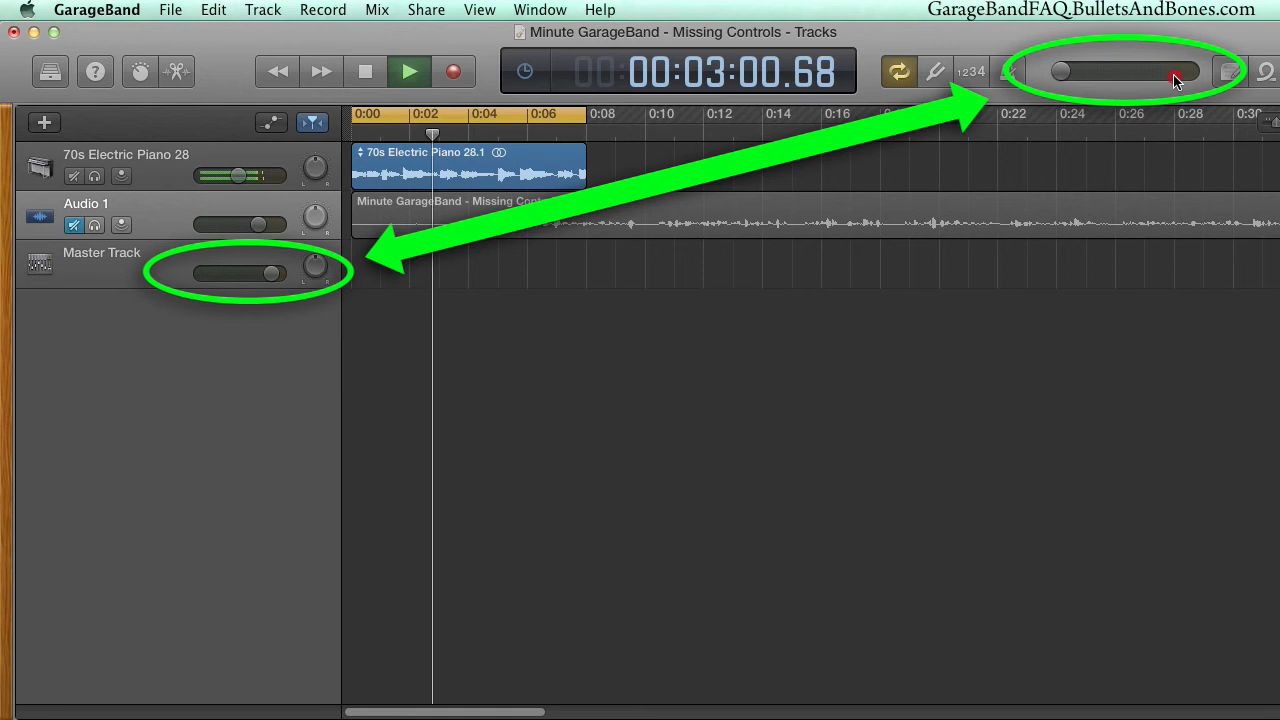 GarageBand File Edit Track Record Mix Share View Window Help
GarageBandFAQ.BulletsAndBones.com
Minute GarageBand - Missing Controls - Tracks
?
00:03:00.68
1234
0:00 0:02 0:04 0:06 0:08 0:10 0:12 0:14 0:16 0:22 0:24 0:26 0:28 0:30
70s Electric Piano 28
70s Electric Piano 28.1
L R
Audio 1
Minute GarageBand - Missing
L R
Master Track
L R